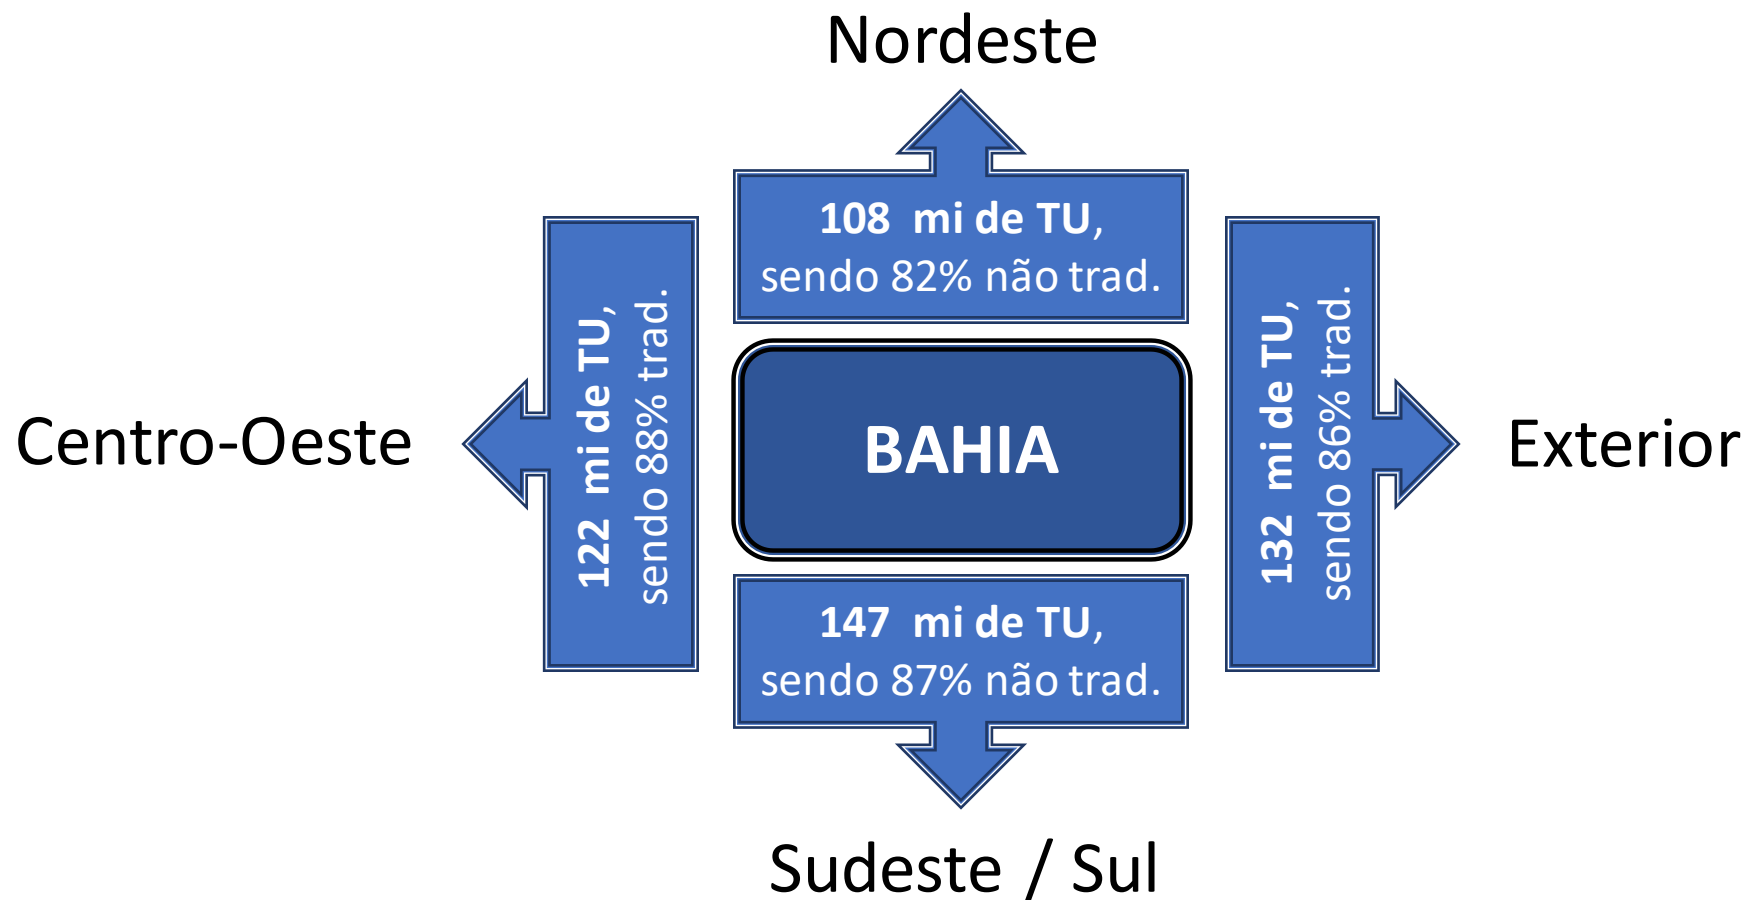 Nordeste
108 mi de TU,
sendo 82% não trad.
Centro-Oeste
122 mi de TU,
sendo 88% trad.
BAHIA
132 mi de TU,
sendo 86% trad.
Exterior
147 mi de TU,
sendo 87% não trad.
Sudeste / Sul